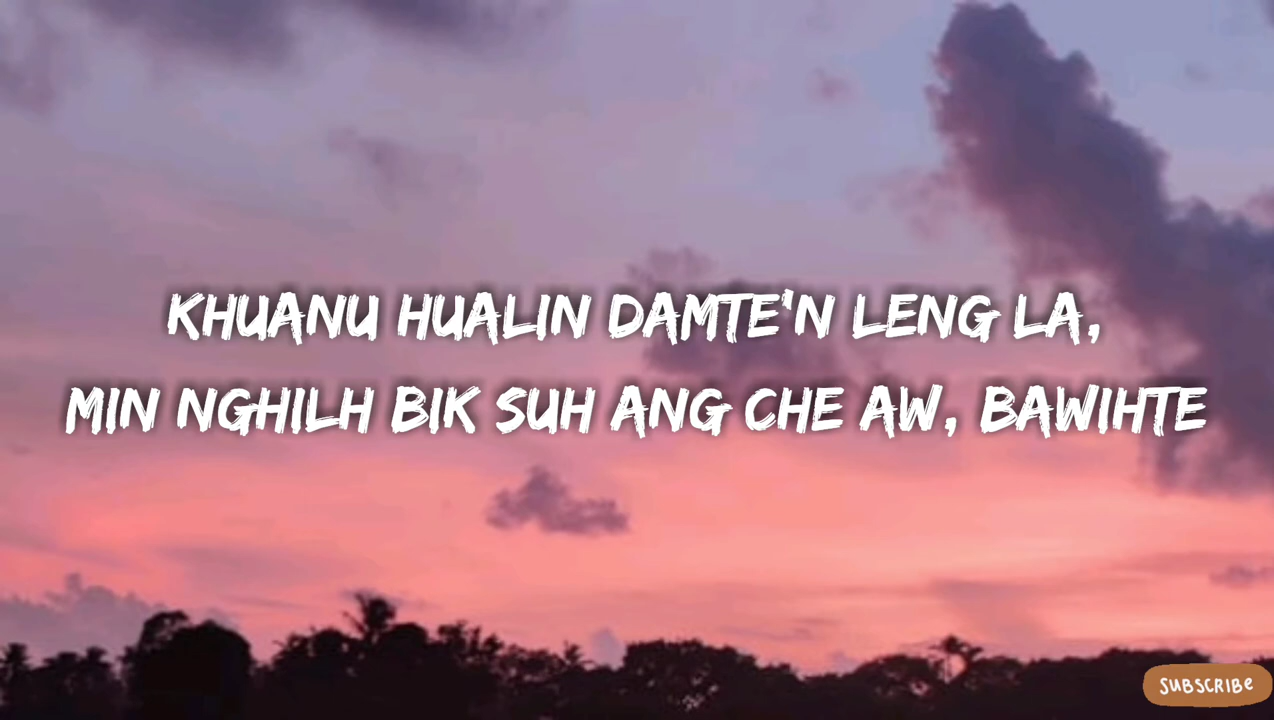 KHUANU HUALIN DAMTE'N LENG LA,
MIN NGHILH BIK SUH ANG CHE AW, BAWIHTE
SUBSCRIBE